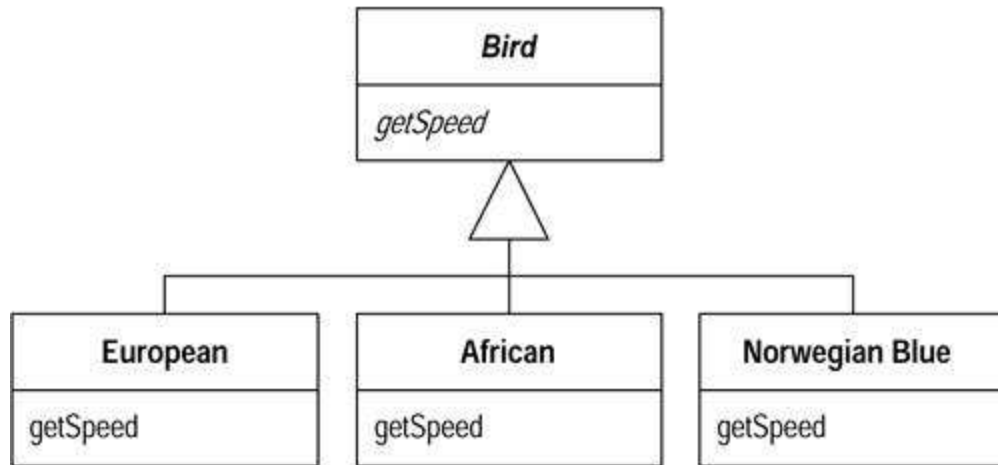 Bird
getSpeed
European
African
Norwegian Blue
getSpeed
getSpeed
getSpeed